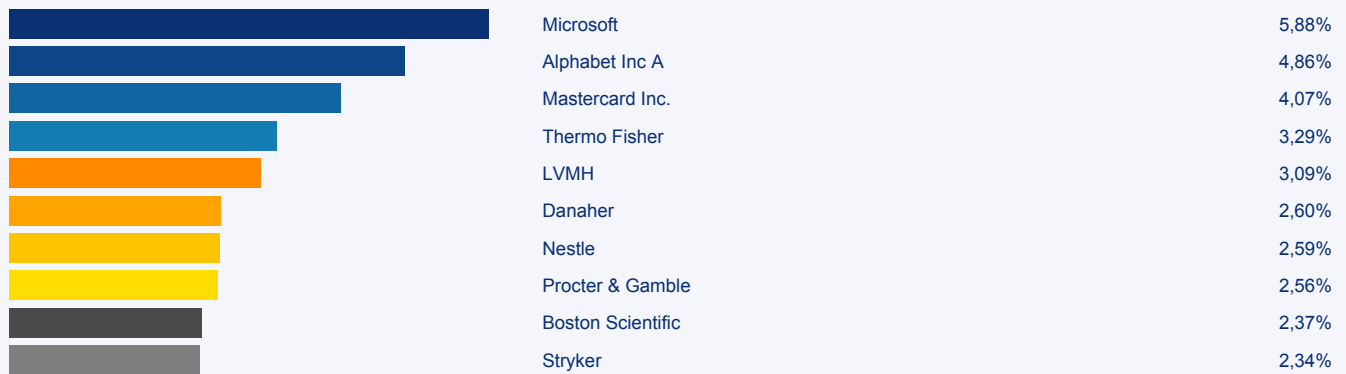 Microsoft 5,88%
Alphabet Inc A 4,86%
Mastercard Inc. 4,07%
Thermo Fisher 3,29%
LVMH 3,09%
Danaher 2,60%
Nestle 2,59%
Procter & Gamble 2,56%
Boston Scientific 2,37%
Stryker 2,34%